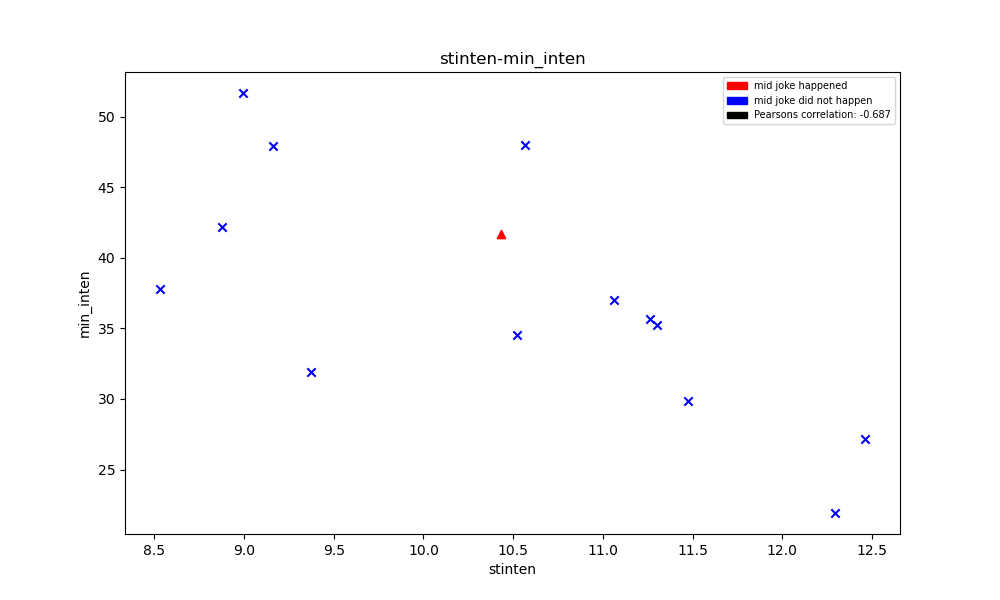 stinten-min_inten
mid joke happened
mid joke did not happen
Pearsons correlation: -0.687
50
45
40
35
30
25
min_inten
8.5 9.0 9.5 10.0 10.5 11.0 11.5 12.0 12.5
stinten